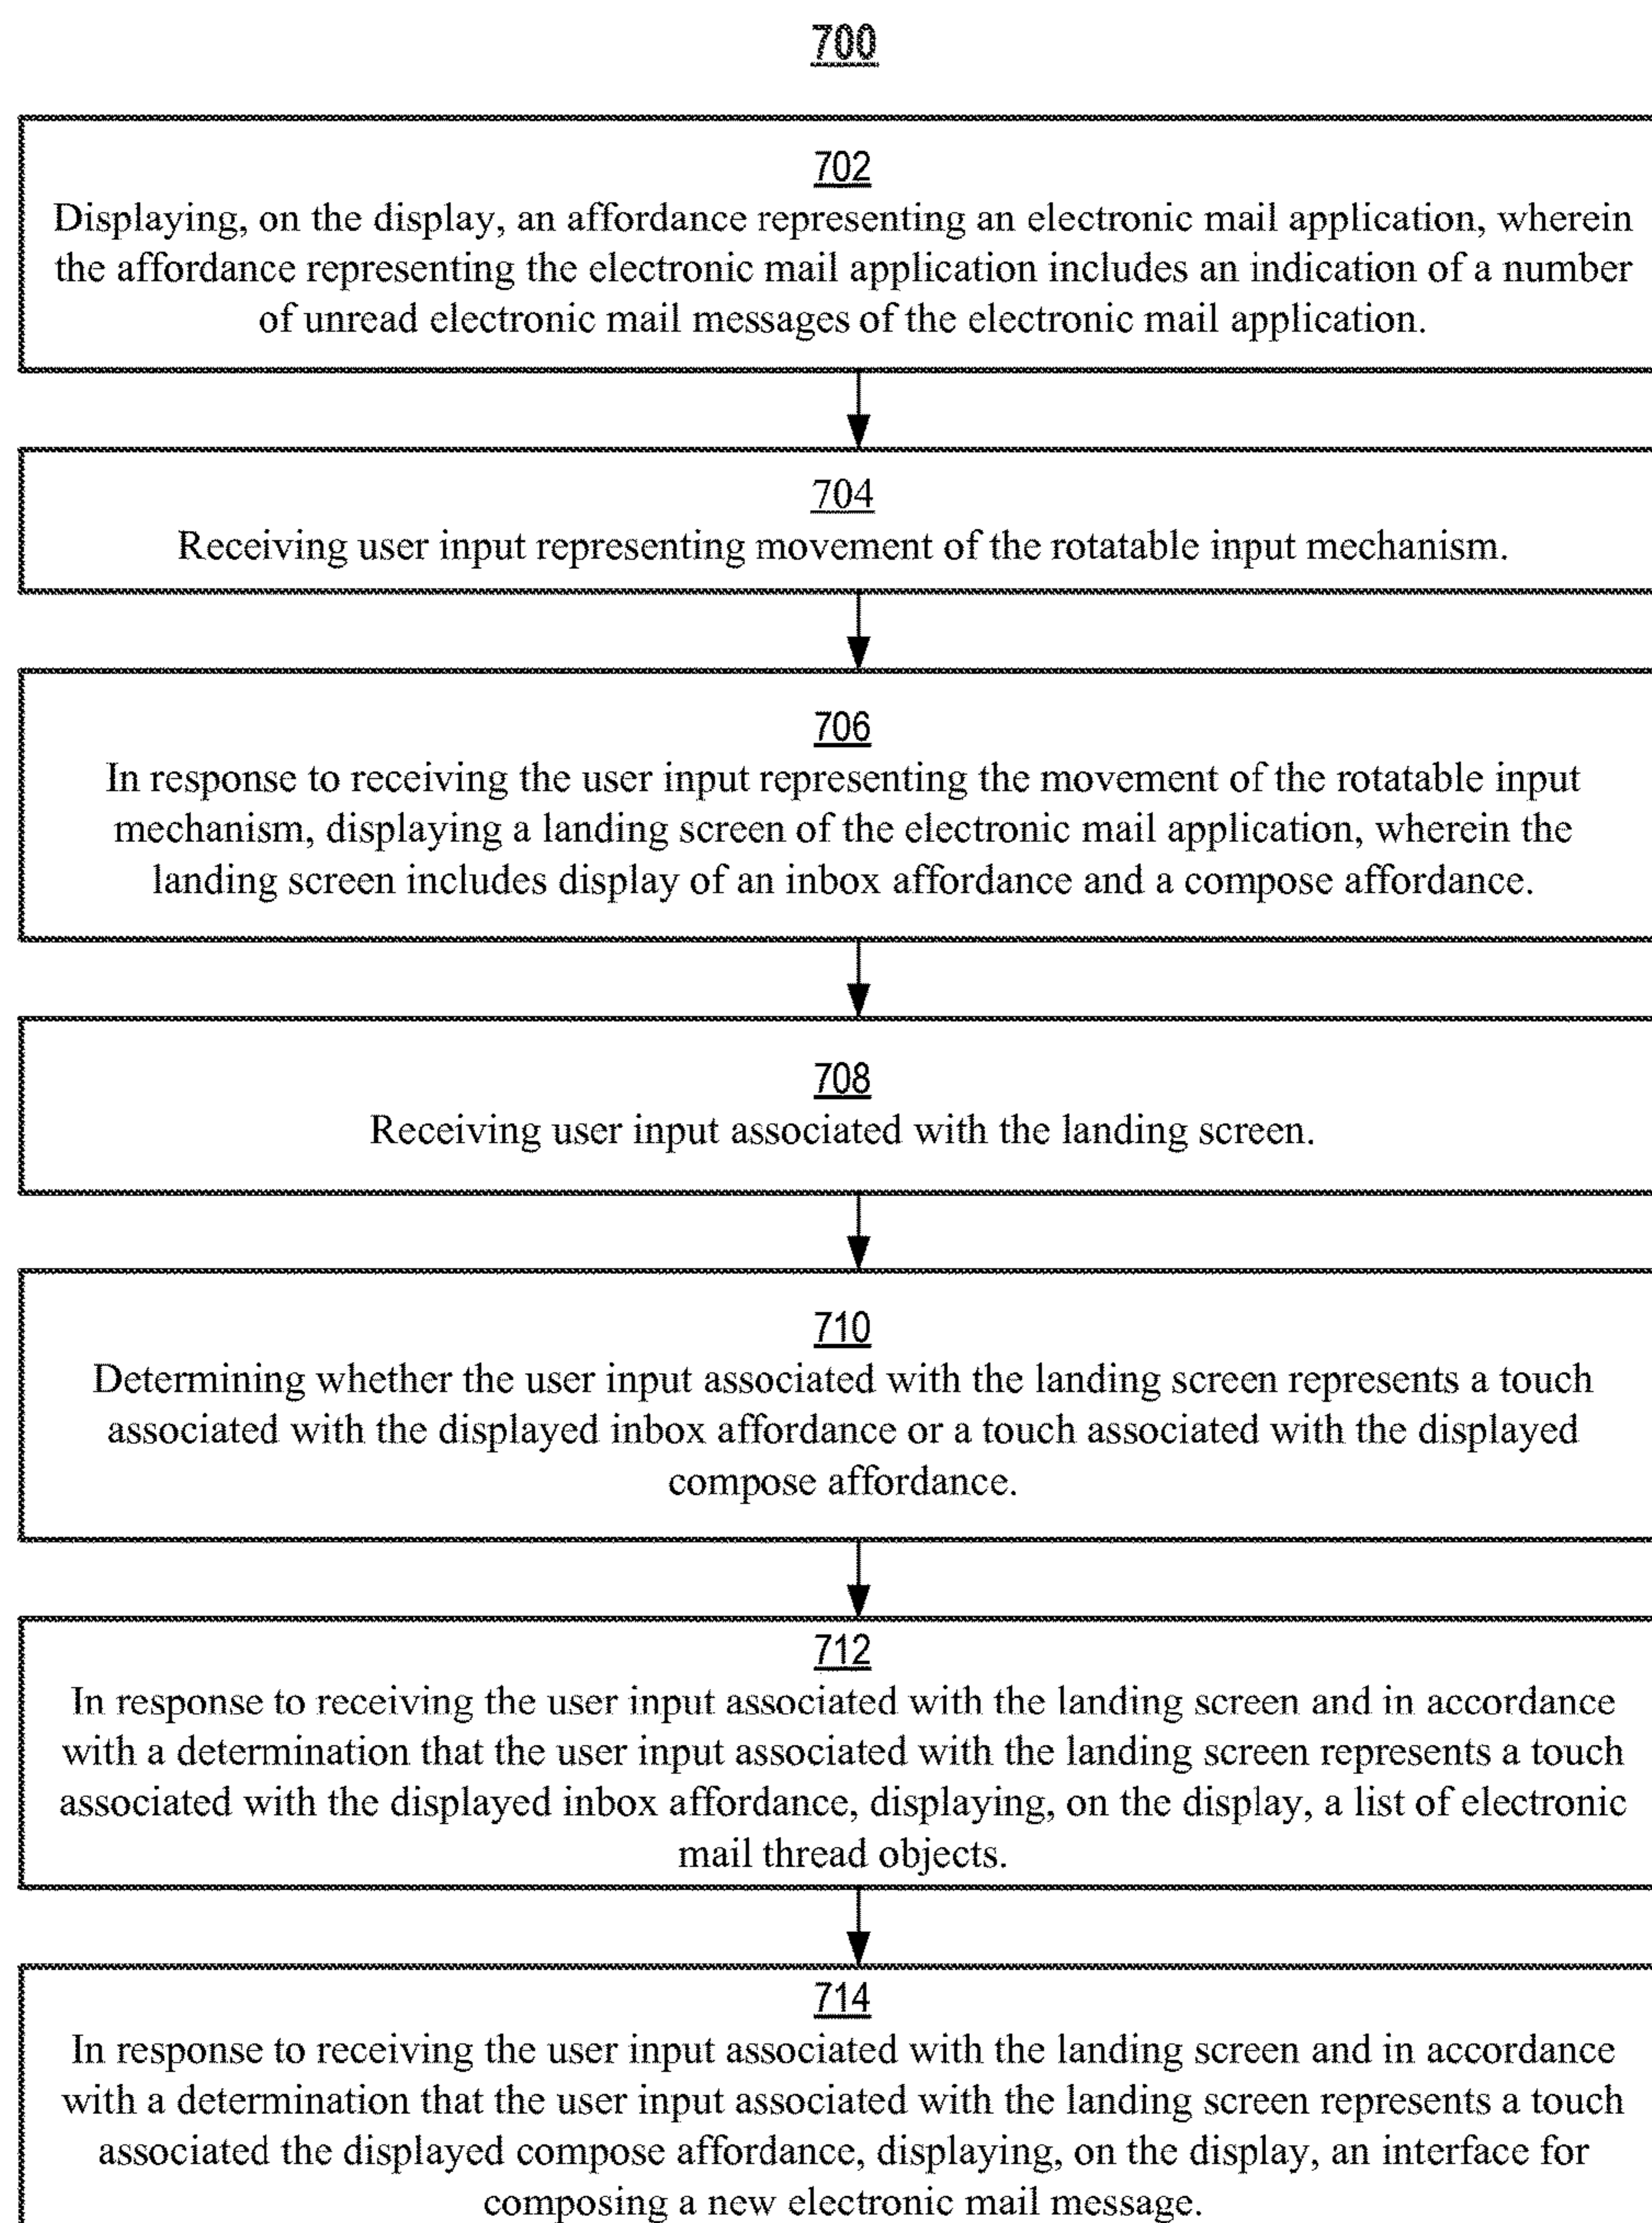 700
702
Displaying, on the display, an affordance representing an electronic mail application, wherein
the affordance representing the electronic mail application includes an indication of a number
of unread electronic mail messages of the electronic mail application.
704
Receiving user input representing movement of the rotatable input mechanism.
706
In response to receiving the user input representing the movement of the rotatable input
mechanism, displaying a landing screen of the electronic mail application, wherein the
landing screen includes display of an inbox affordance and a compose affordance.
708
Receiving user input associated with the landing screen.
710
Determining whether the user input associated with the landing screen represents a touch
associated with the displayed inbox affordance or a touch associated with the displayed
compose affordance.
712
In response to receiving the user input associated with the landing screen and in accordance
with a determination that the user input associated with the landing screen represents a touch
associated with the displayed inbox affordance, displaying, on the display, a list of electronic
mail thread objects.
714
In response to receiving the user input associated with the landing screen and in accordance
with a determination that the user input associated with the landing screen represents a touch
associated the displayed compose affordance, displaying, on the display, an interface for
composing a new electronic mail message.